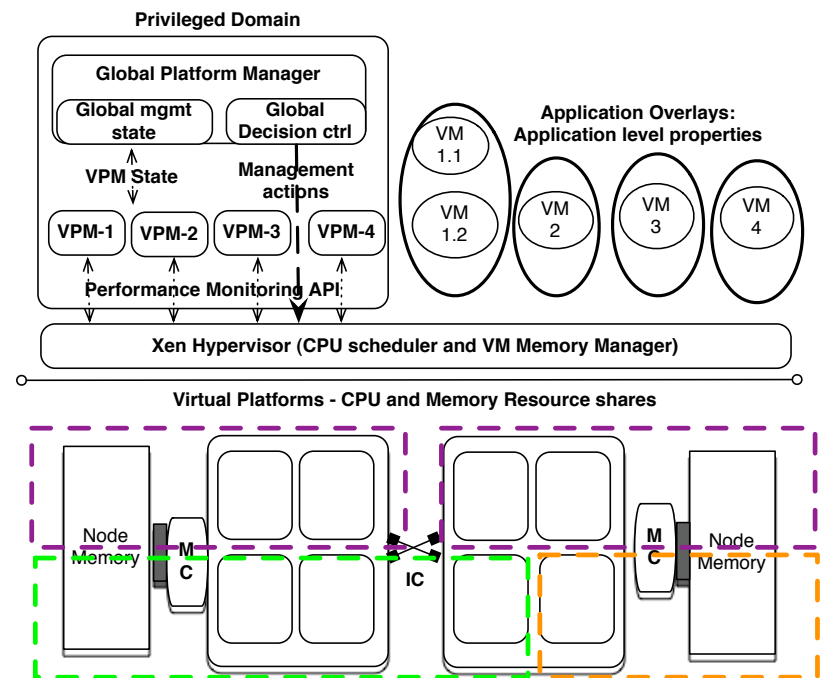 Privileged Domain
Global Platform Manager
Global mgmt
state
Global
Decision ctrl
VPM State
Management
actions
VPM-1
VPM-2
VPM-3
VPM-4
Performance Monitoring API
Application Overlays:
Application level properties
VM
1.1
VM
1.2
VM
2
VM
3
VM
4
Xen Hypervisor (CPU scheduler and VM Memory Manager)
Virtual Platforms - CPU and Memory Resource shares
Node
Memory
M
C
IC
M
C
Node
Memory